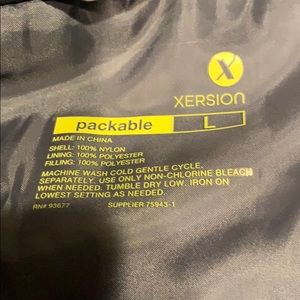 X
XERSION
packable L
MADE IN CHINA
SHELL: 100% NYLON
LINING: 100% POLYESTER
FILLING: 100% POLYESTER
MACHINE WASH COLD GENTLE CYCLE.
SEPARATELY. USE ONLY NON-CHLORINE BLEACH
WHEN NEEDED. TUMBLE DRY LOW. IRON ON
LOWEST SETTING AS NEEDED.
RN# 93677 SUPPLIER 75943-1